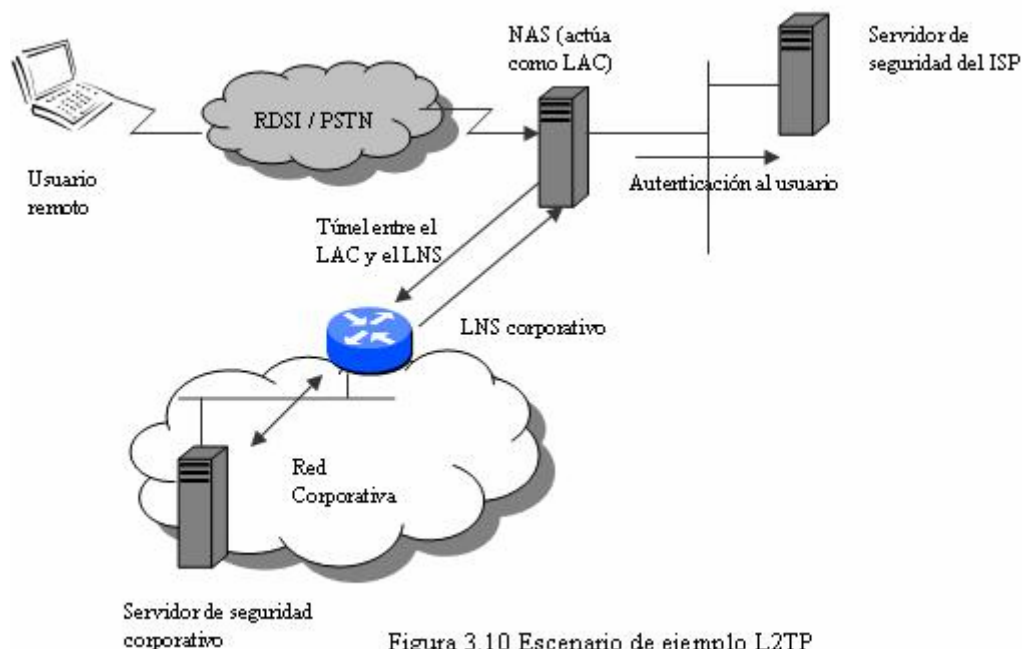 NAS (actúa
como LAC)
Servidor de
seguridad del ISP
RDSI / PSTN
Usuario
remoto
Autenticación al usuario
Túnel entre el
LAC y el LNS
LNS corporativo
Red
Corporativa
Servidor de seguridad
corporativo
Figura 3.10 Escenario de ejemplo L2TP